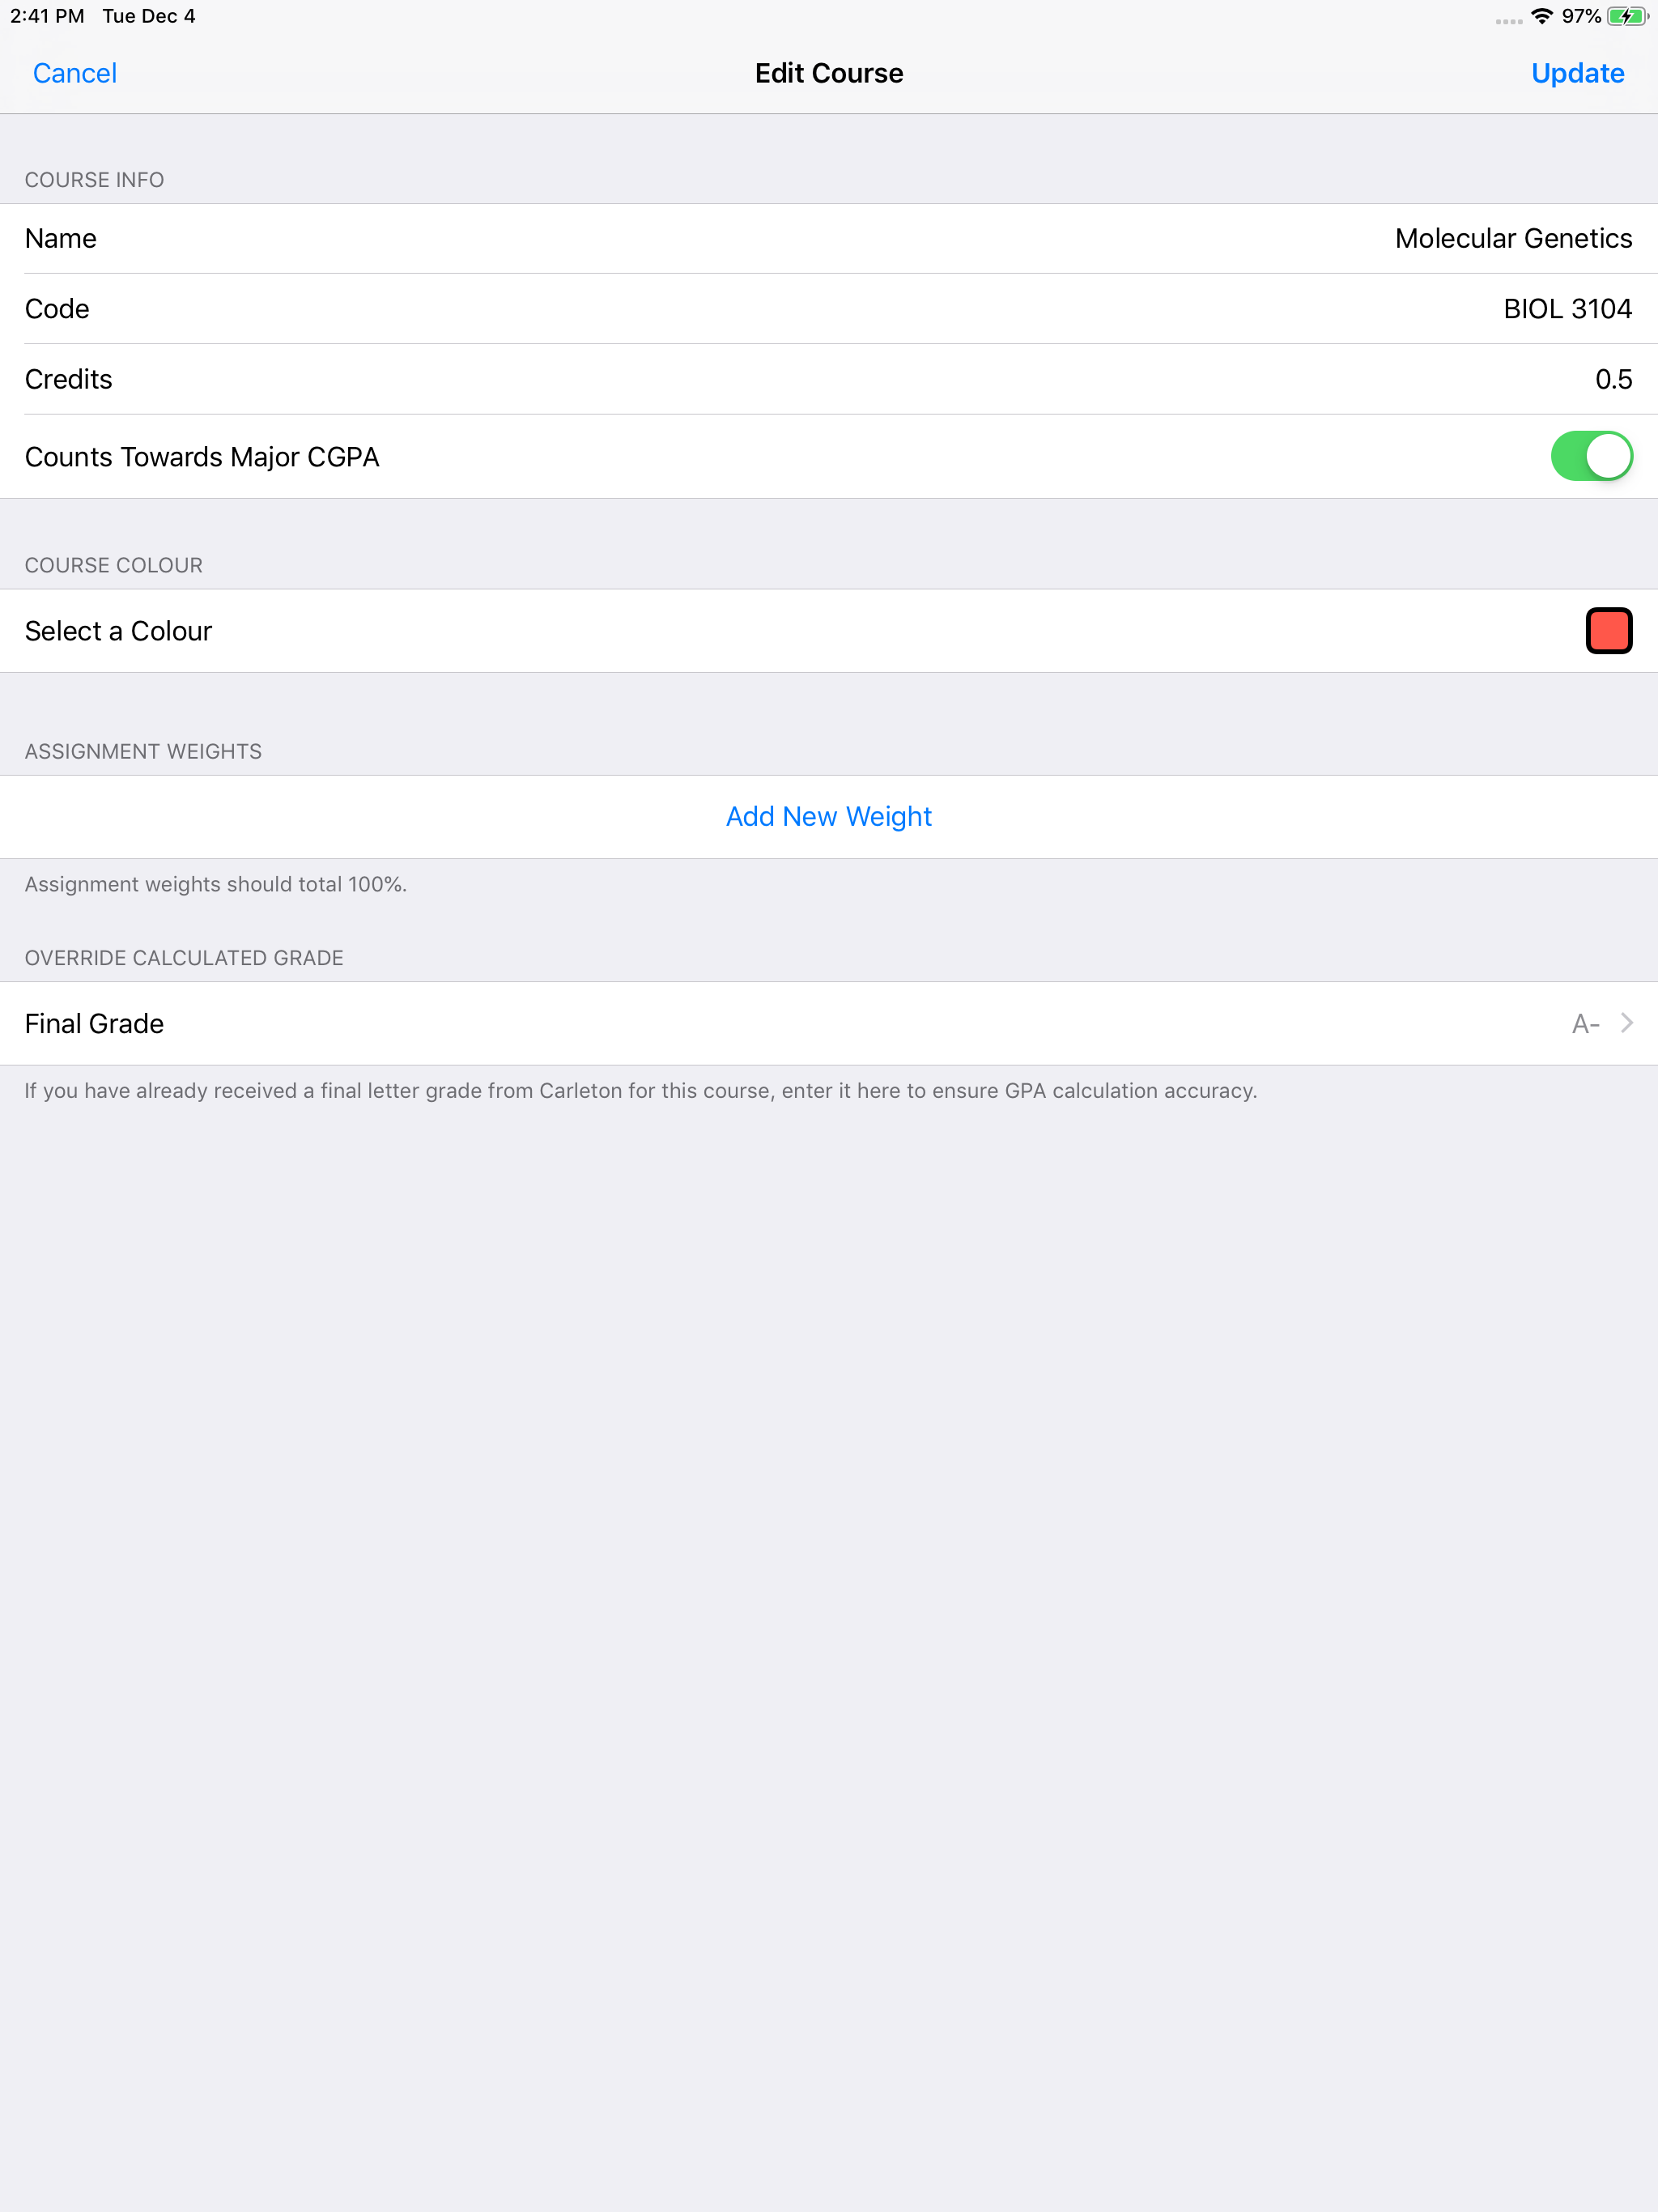 2:41 PM Tue Dec 4 97%
Cancel Edit Course Update
COURSE INFO
Name Molecular Genetics
Code BIOL 3104
Credits 0.5
Counts Towards Major CGPA
COURSE COLOUR
Select a Colour
ASSIGNMENT WEIGHTS
Add New Weight
Assignment weights should total 100%.
OVERRIDE CALCULATED GRADE
Final Grade A-
If you have already received a final letter grade from Carleton for this course, enter it here to ensure GPA calculation accuracy.